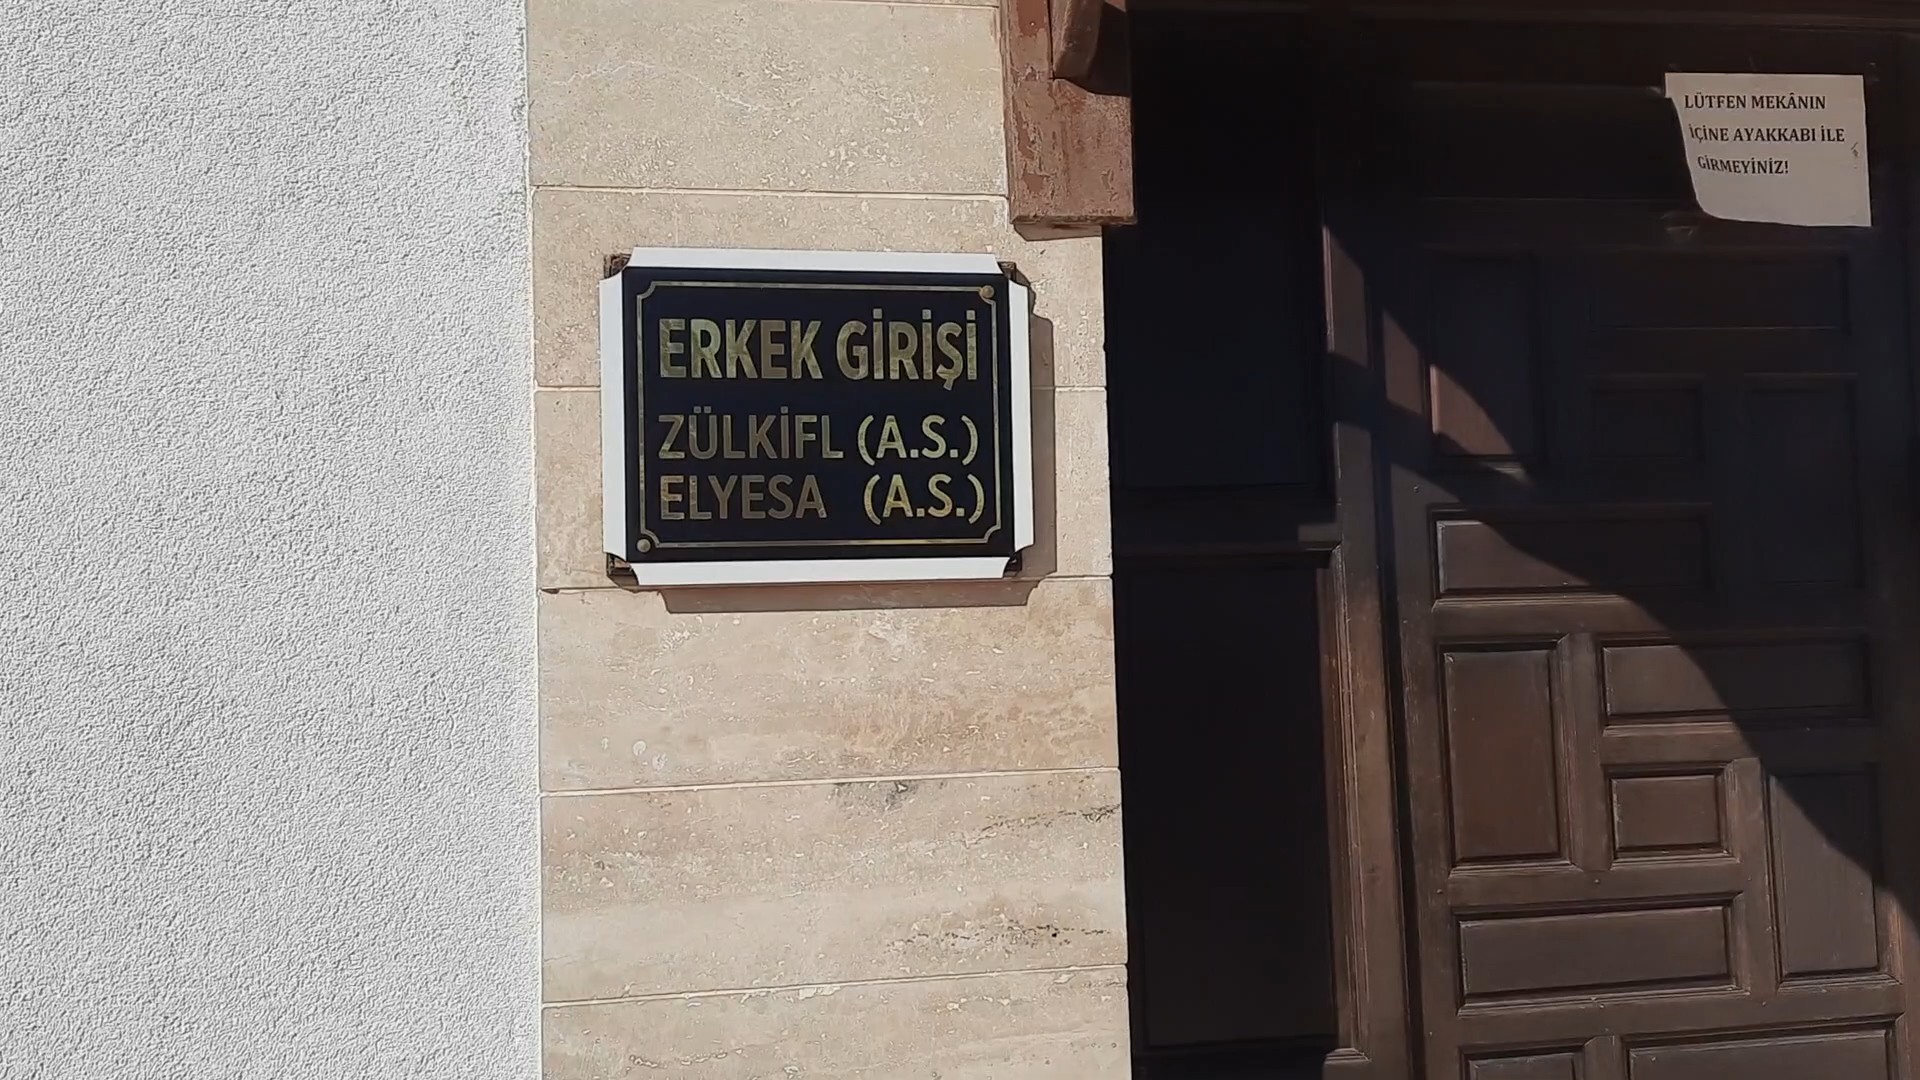 ERKEK GİRİŞİ
ZÜLKİFL (A.S.)
ELYESA (A.S.)
LÜTFEN MEKÂNIN
İÇİNE AYAKKABI İLE
GİRMEYİNİZ!